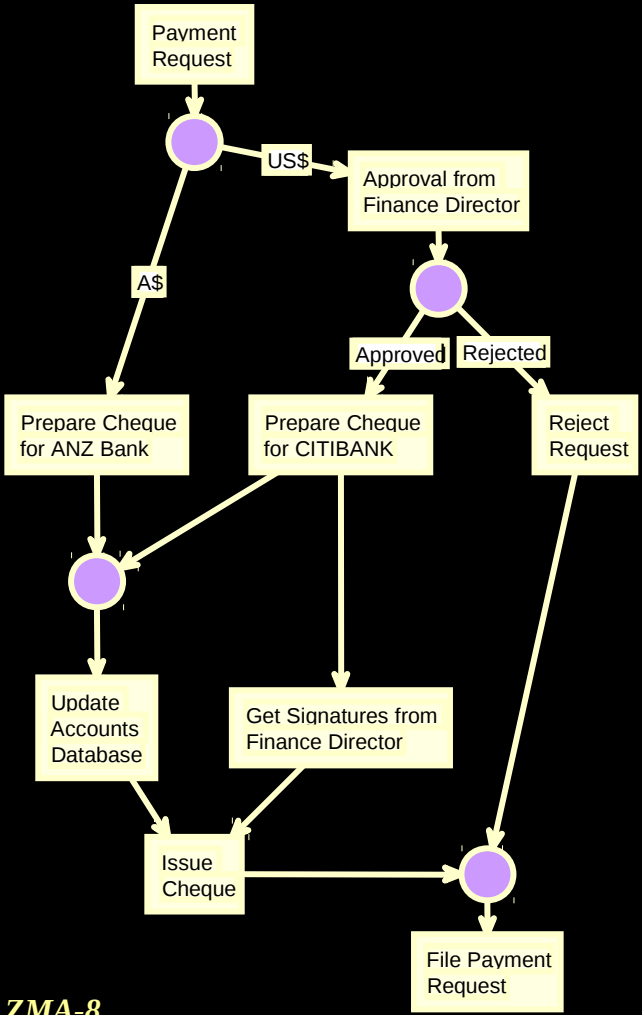 Payment
Request
US$
Approval from
Finance Director
A$
Approved
Rejected
Prepare Cheque
for ANZ Bank
Prepare Cheque
for CITIBANK
Reject
Request
Update
Accounts
Database
Get Signatures from
Finance Director
Issue
Cheque
File Payment
Request
ZMA-8